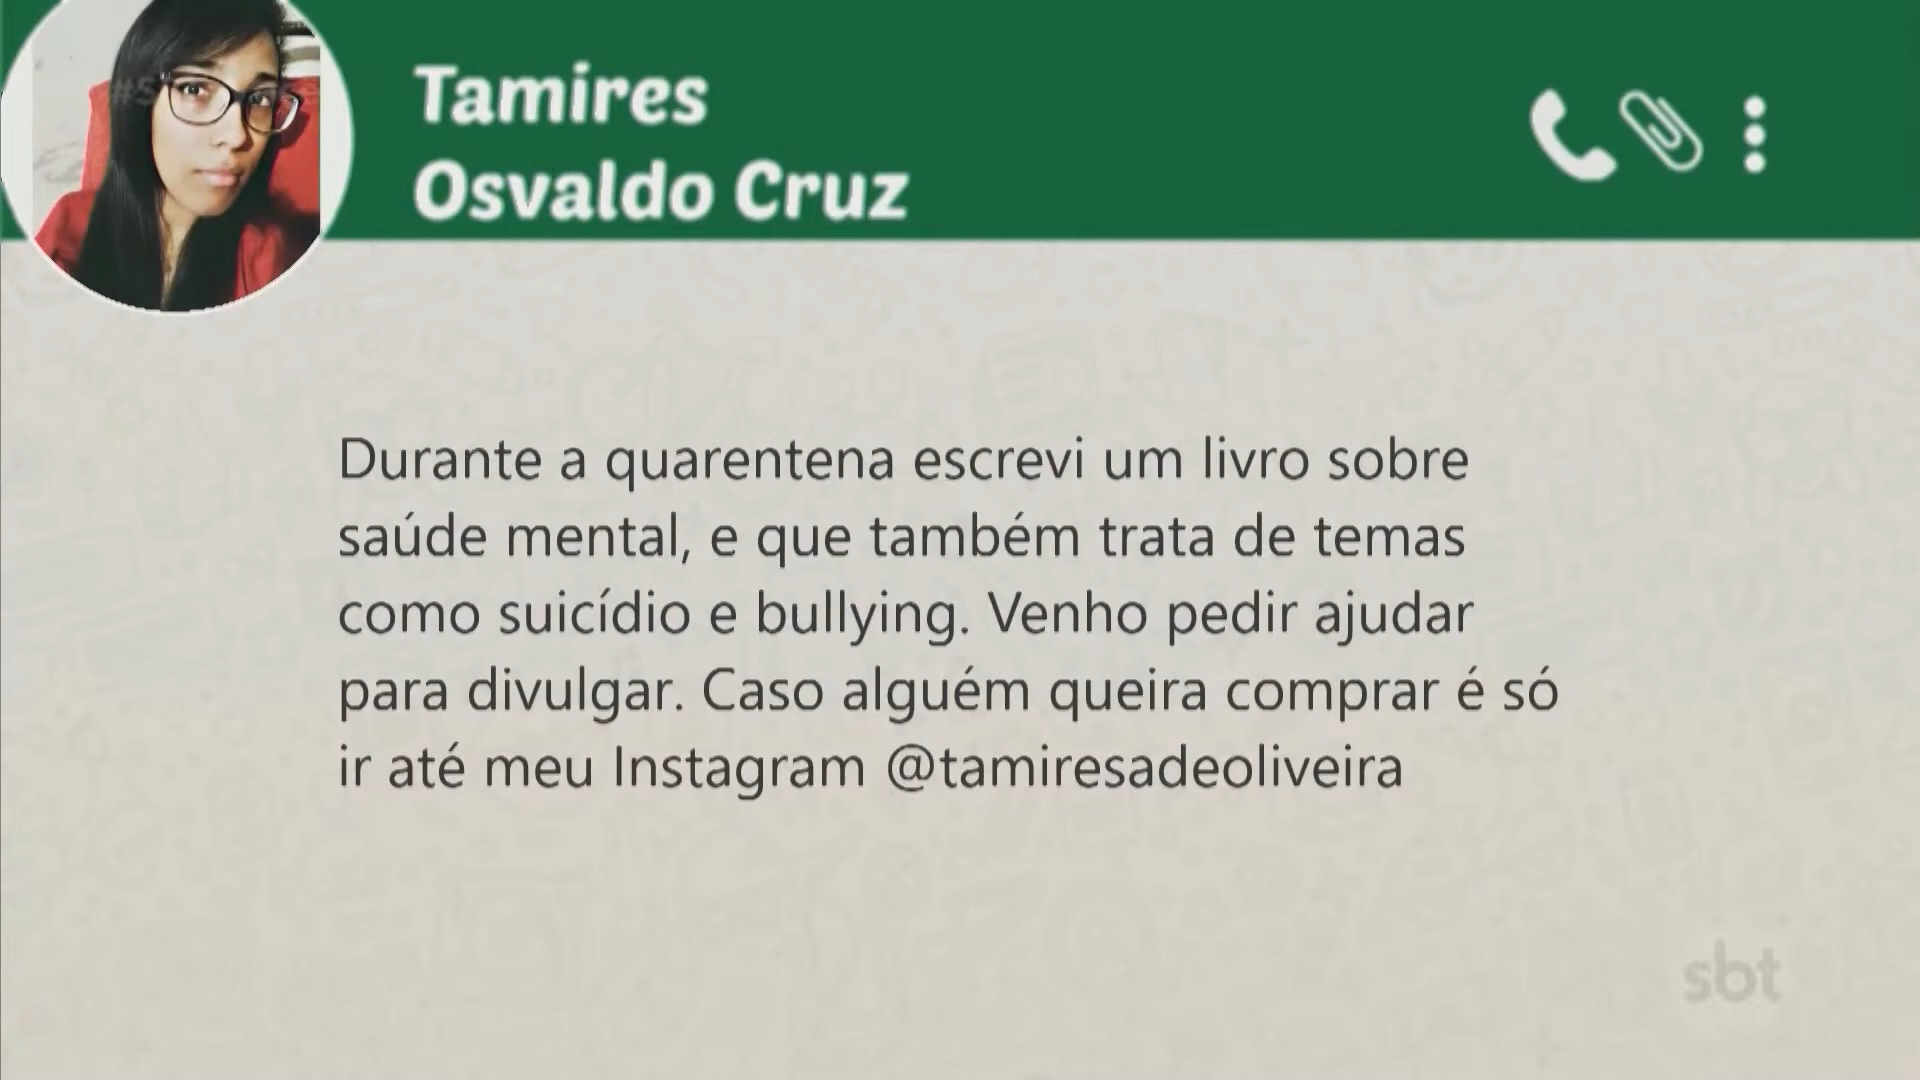 Tamires
Osvaldo Cruz
Durante a quarentena escrevi um livro sobre
saúde mental, e que também trata de temas
como suicídio e bullying. Venho pedir ajudar
para divulgar. Caso alguém queira comprar é só
ir até meu Instagram @tamiresadeoliveira
sbt